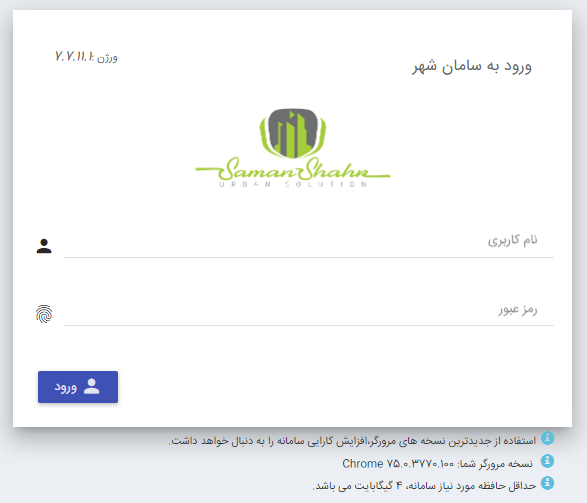 ورود به سامان شهر
ورژن: ۷.۷.۱۱.۱
SamanShahr
URBAN SOLUTION
نام کاربری
رمز عبور
ورود
استفاده از جدیدترین نسخه های مرورگر،افزایش کارایی سامانه را به دنبال خواهد داشت.
نسخه مرورگر شما: Chrome ۷۵.۰.۳۷۷۰.۱۰۰
حداقل حافظه مورد نیاز سامانه، ۴ گیگابایت می باشد.